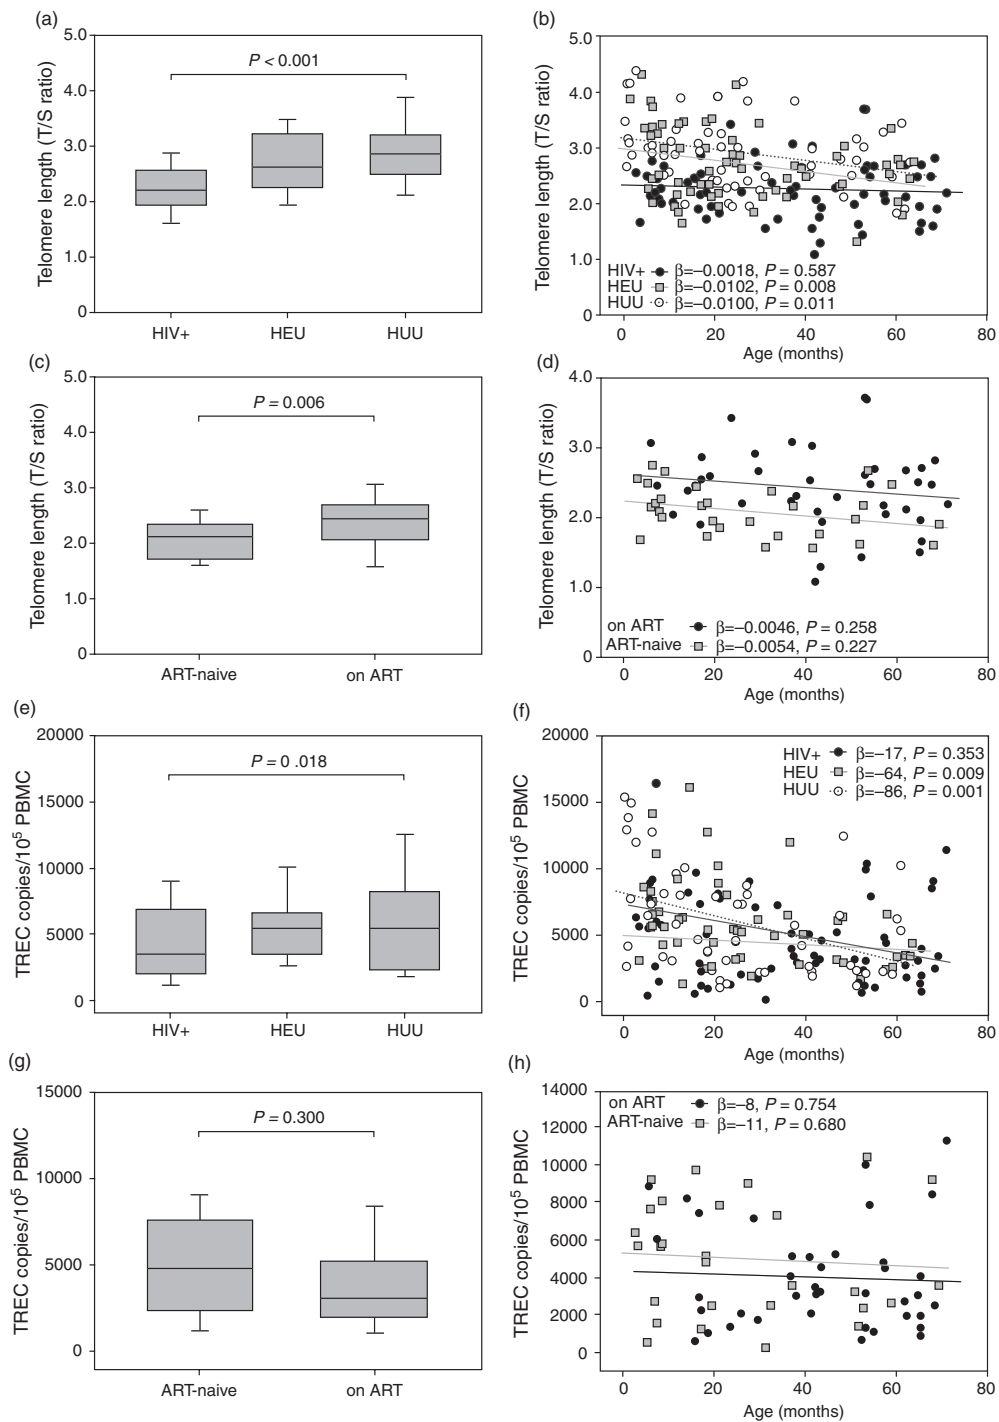 (a)
5.0
4.0
3.0
2.0
1.0
0
Telomere length (T/S ratio)
P < 0.001
HIV+ HEU HUU
(b)
5.0
4.0
3.0
2.0
1.0
0
Telomere length (T/S ratio)
HIV+ β=–0.0018, P = 0.587
HEU β=–0.0102, P = 0.008
HUU β=–0.0100, P = 0.011
0 20 40 60 80
Age (months)
(c)
5.0
4.0
3.0
2.0
1.0
0
Telomere length (T/S ratio)
P = 0.006
ART-naive on ART
(d)
4.0
3.0
2.0
1.0
0
Telomere length (T/S ratio)
on ART β=–0.0046, P = 0.258
ART-naive β=–0.0054, P = 0.227
0 20 40 60 80
Age (months)
(e)
20000
15000
10000
5000
0
TREC copies/10⁵ PBMC
P = 0 .018
HIV+ HEU HUU
(f)
20000
15000
10000
5000
0
TREC copies/10⁵ PBMC
HIV+ β=–17, P = 0.353
HEU β=–64, P = 0.009
HUU β=–86, P = 0.001
0 20 40 60 80
Age (months)
(g)
15000
10000
5000
0
TREC copies/10⁵ PBMC
P = 0.300
ART-naive on ART
(h)
14000
12000
10000
8000
6000
4000
2000
0
TREC copies/10⁵ PBMC
on ART β=–8, P = 0.754
ART-naive β=–11, P = 0.680
0 20 40 60 80
Age (months)